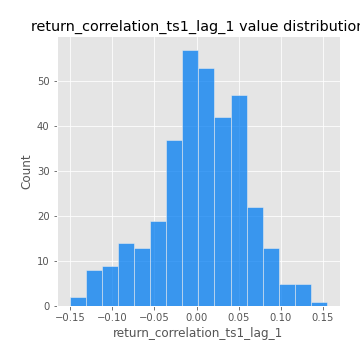 return_correlation_ts1_lag_1 value distribution
Count
50
40
30
20
10
0
−0.15 −0.10 −0.05 0.00 0.05 0.10 0.15
return_correlation_ts1_lag_1